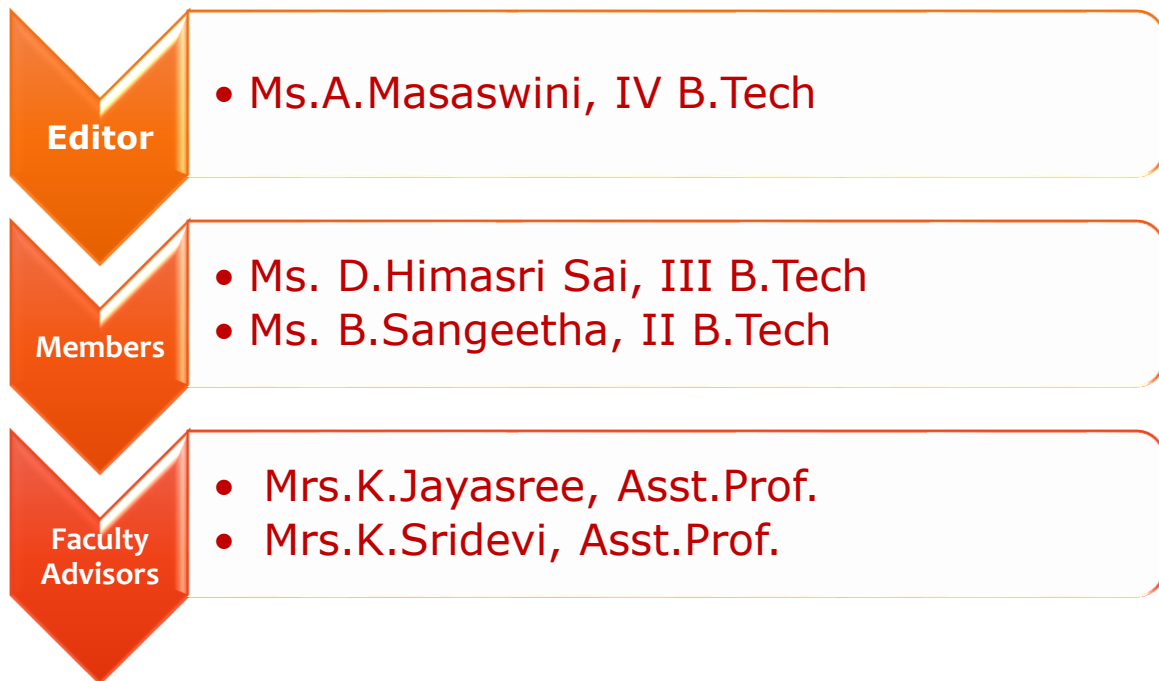 Editor
• Ms.A.Masaswini, IV B.Tech
Members
• Ms. D.Himasri Sai, III B.Tech
• Ms. B.Sangeetha, II B.Tech
Faculty
Advisors
• Mrs.K.Jayasree, Asst.Prof.
• Mrs.K.Sridevi, Asst.Prof.